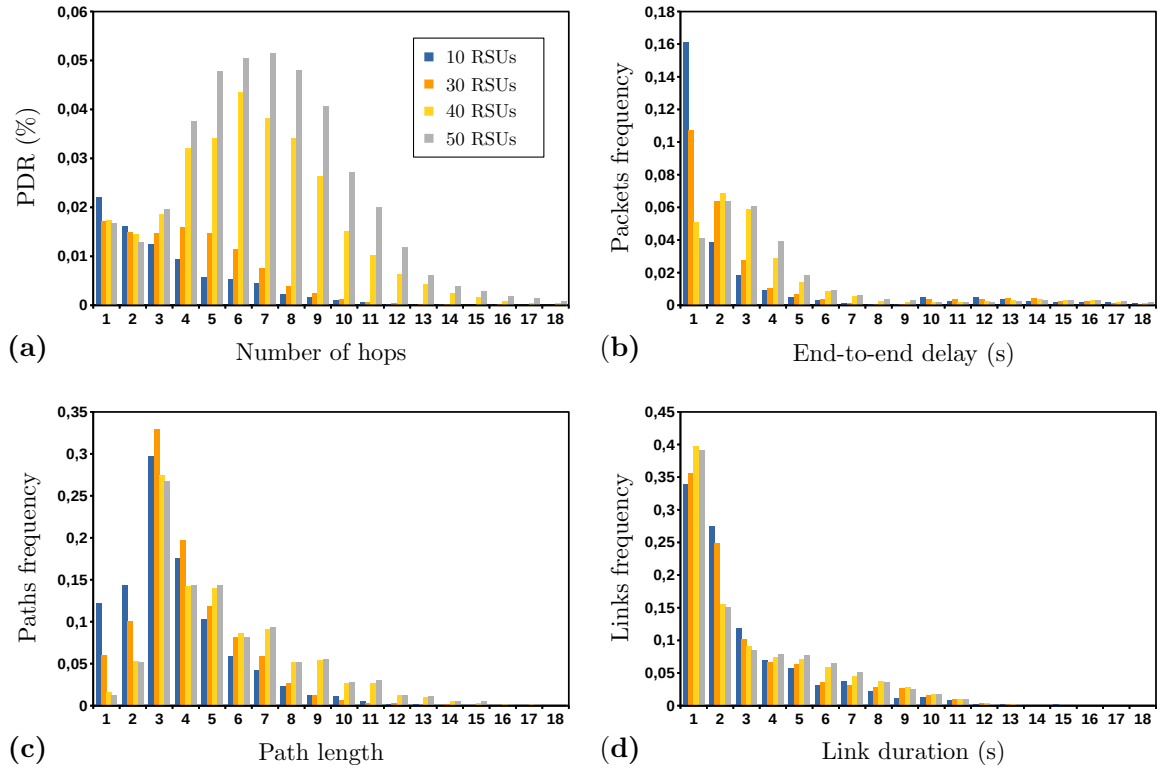 0,06
0,05
0,04
0,03
0,02
0,01
0
PDR (%)
10 RSUs
30 RSUs
40 RSUs
50 RSUs
1 2 3 4 5 6 7 8 9 10 11 12 13 14 15 16 17 18
(a) Number of hops
0,18
0,16
0,14
0,12
0,1
0,08
0,06
0,04
0,02
0
Packets frequency
1 2 3 4 5 6 7 8 9 10 11 12 13 14 15 16 17 18
(b) End-to-end delay (s)
0,35
0,3
0,25
0,2
0,15
0,1
0,05
0
Paths frequency
1 2 3 4 5 6 7 8 9 10 11 12 13 14 15 16 17 18
(c) Path length
0,45
0,4
0,35
0,3
0,25
0,2
0,15
0,1
0,05
0
Links frequency
1 2 3 4 5 6 7 8 9 10 11 12 13 14 15 16 17 18
(d) Link duration (s)